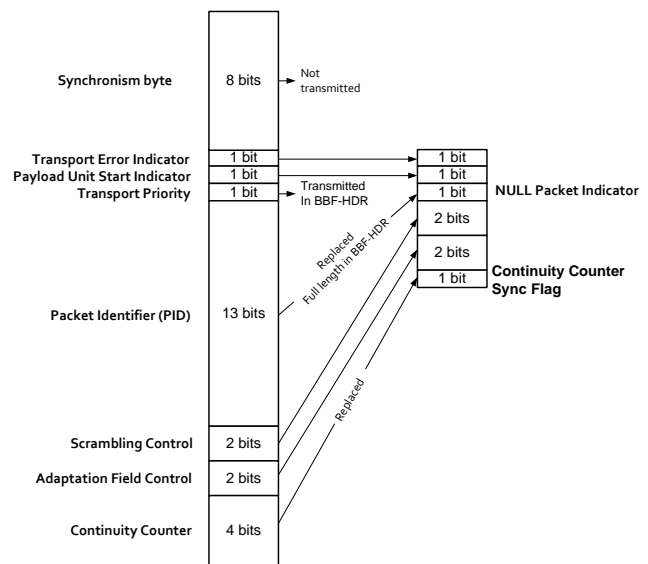 Synchronism byte
8 bits
Not
transmitted
Transport Error Indicator
1 bit
1 bit
Payload Unit Start Indicator
1 bit
1 bit
Transport Priority
1 bit
Transmitted
In BBF-HDR
1 bit
NULL Packet Indicator
2 bits
Replaced
Full length in BBF-HDR
2 bits
Continuity Counter
Sync Flag
1 bit
Packet Identifier (PID)
13 bits
Replaced
Scrambling Control
2 bits
Adaptation Field Control
2 bits
Continuity Counter
4 bits